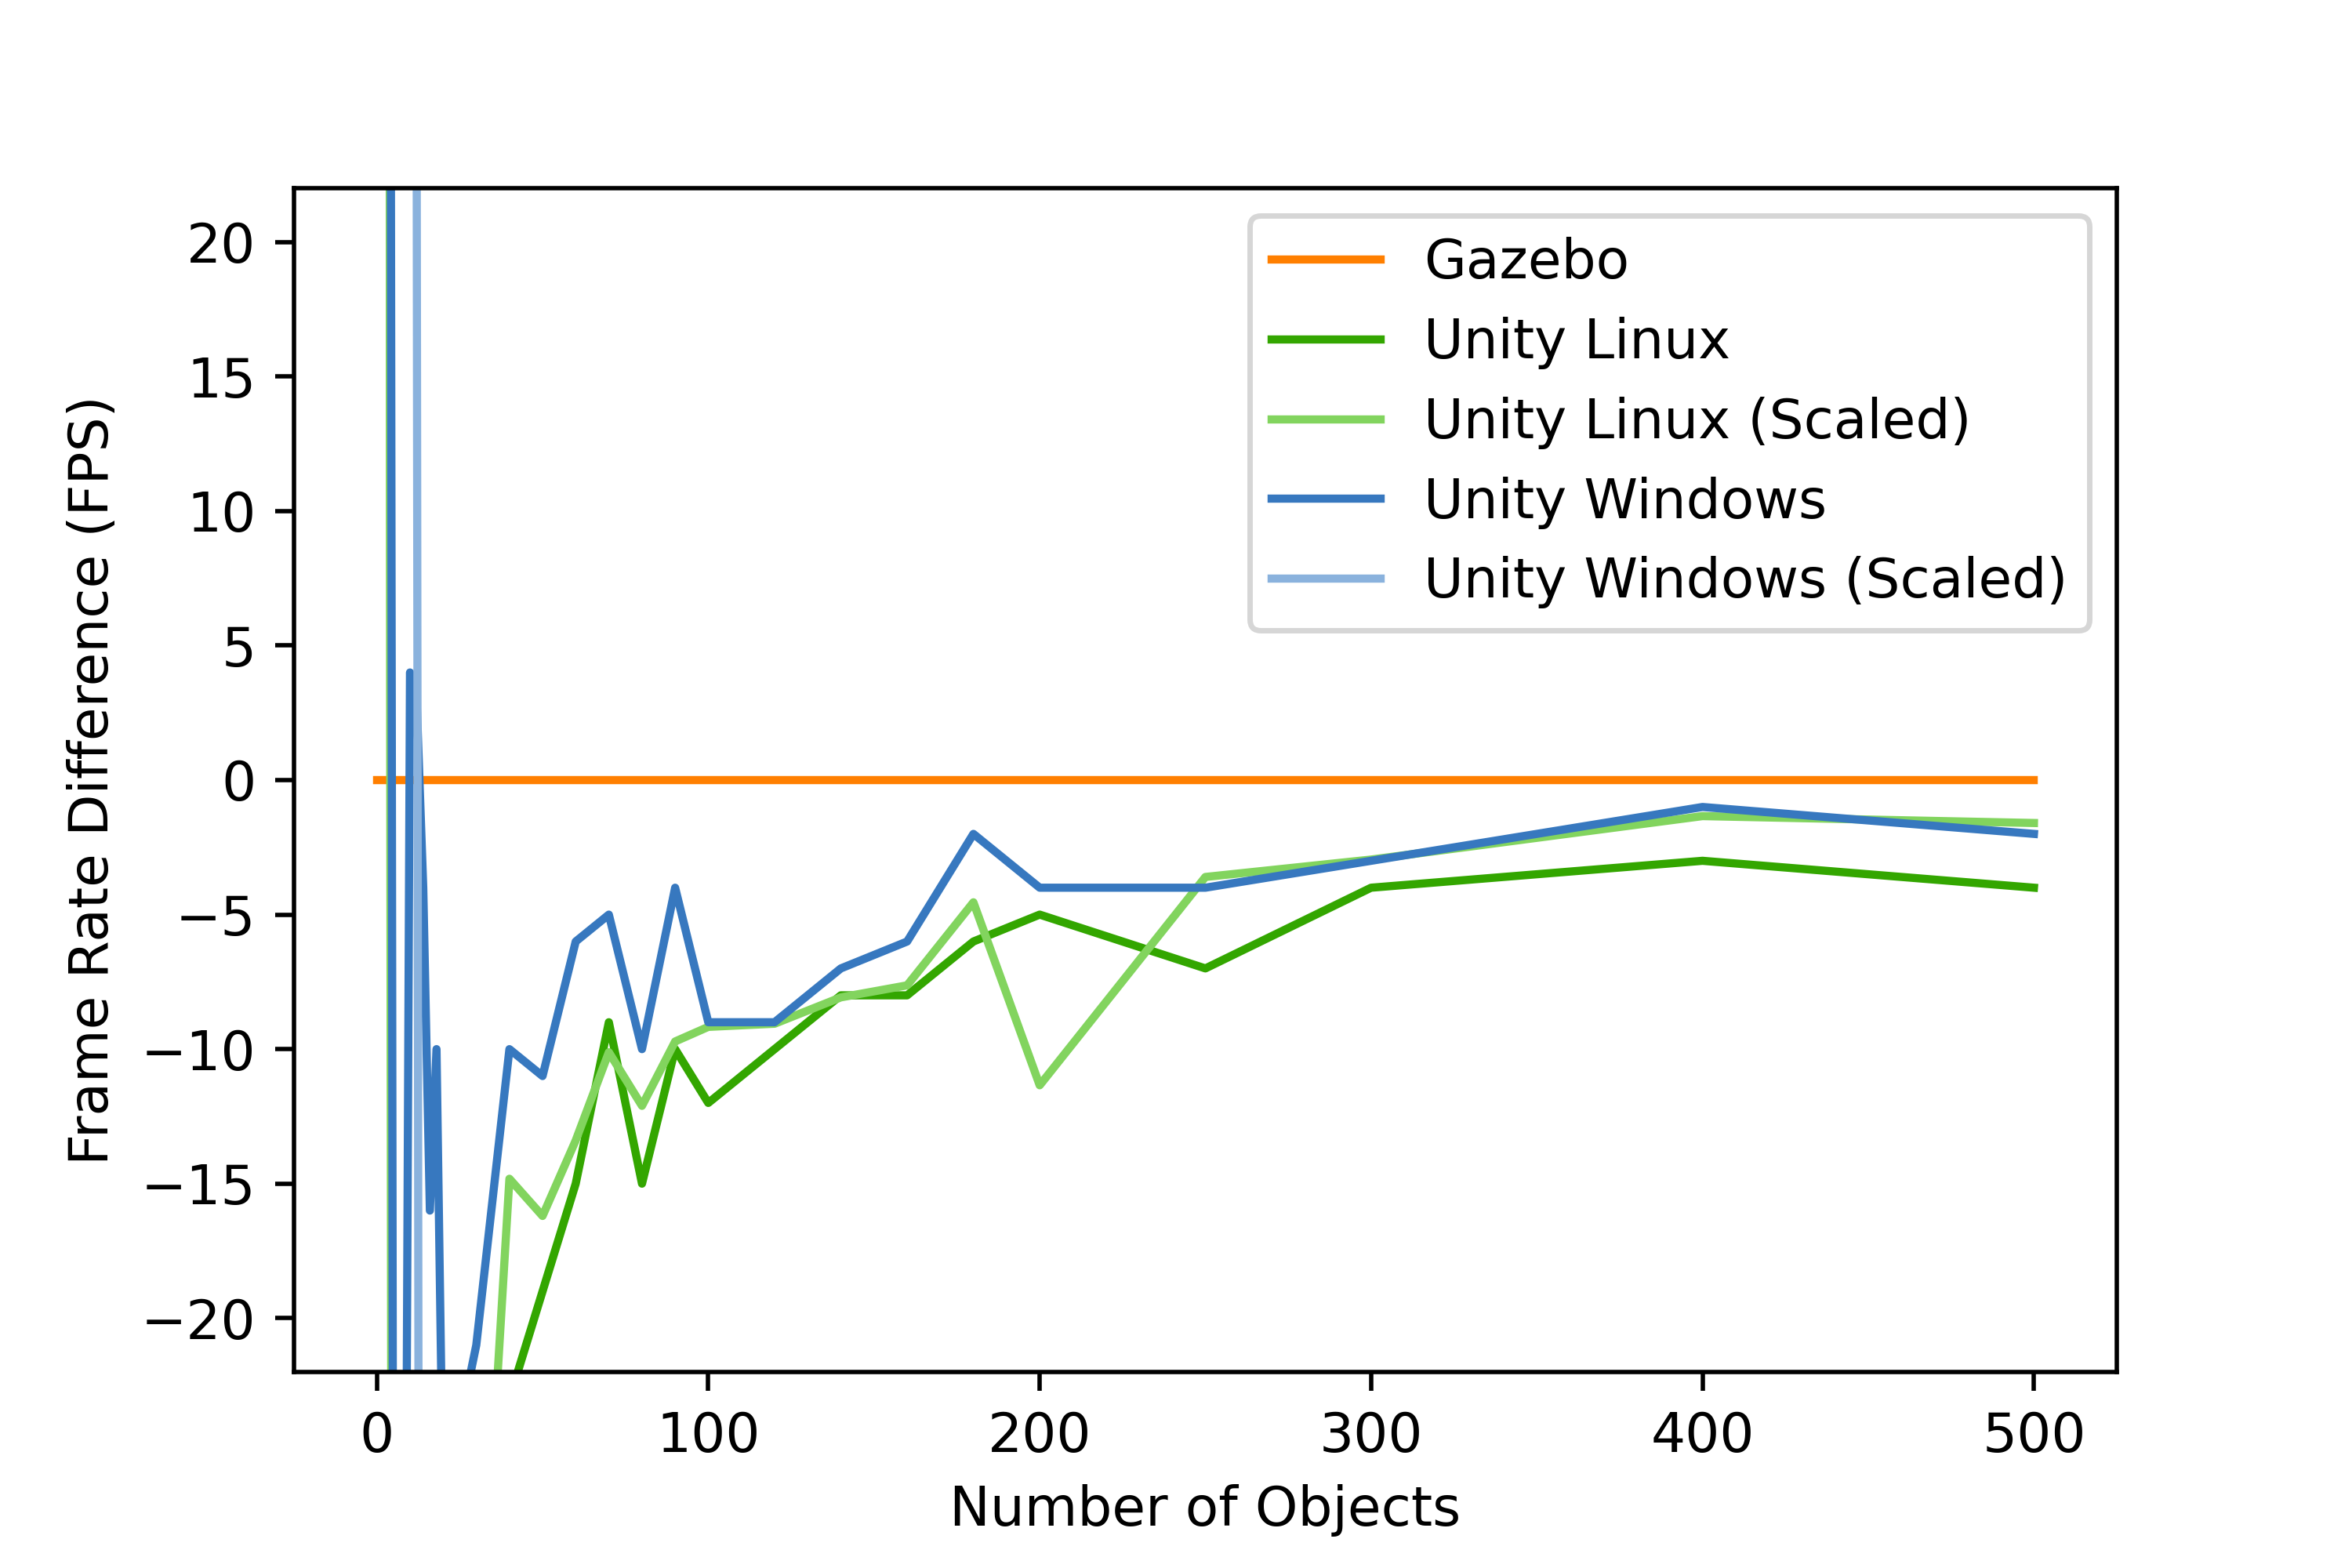 20
15
10
5
0
−5
−10
−15
−20
Frame Rate Difference (FPS)
Gazebo
Unity Linux
Unity Linux (Scaled)
Unity Windows
Unity Windows (Scaled)
0 100 200 300 400 500
Number of Objects